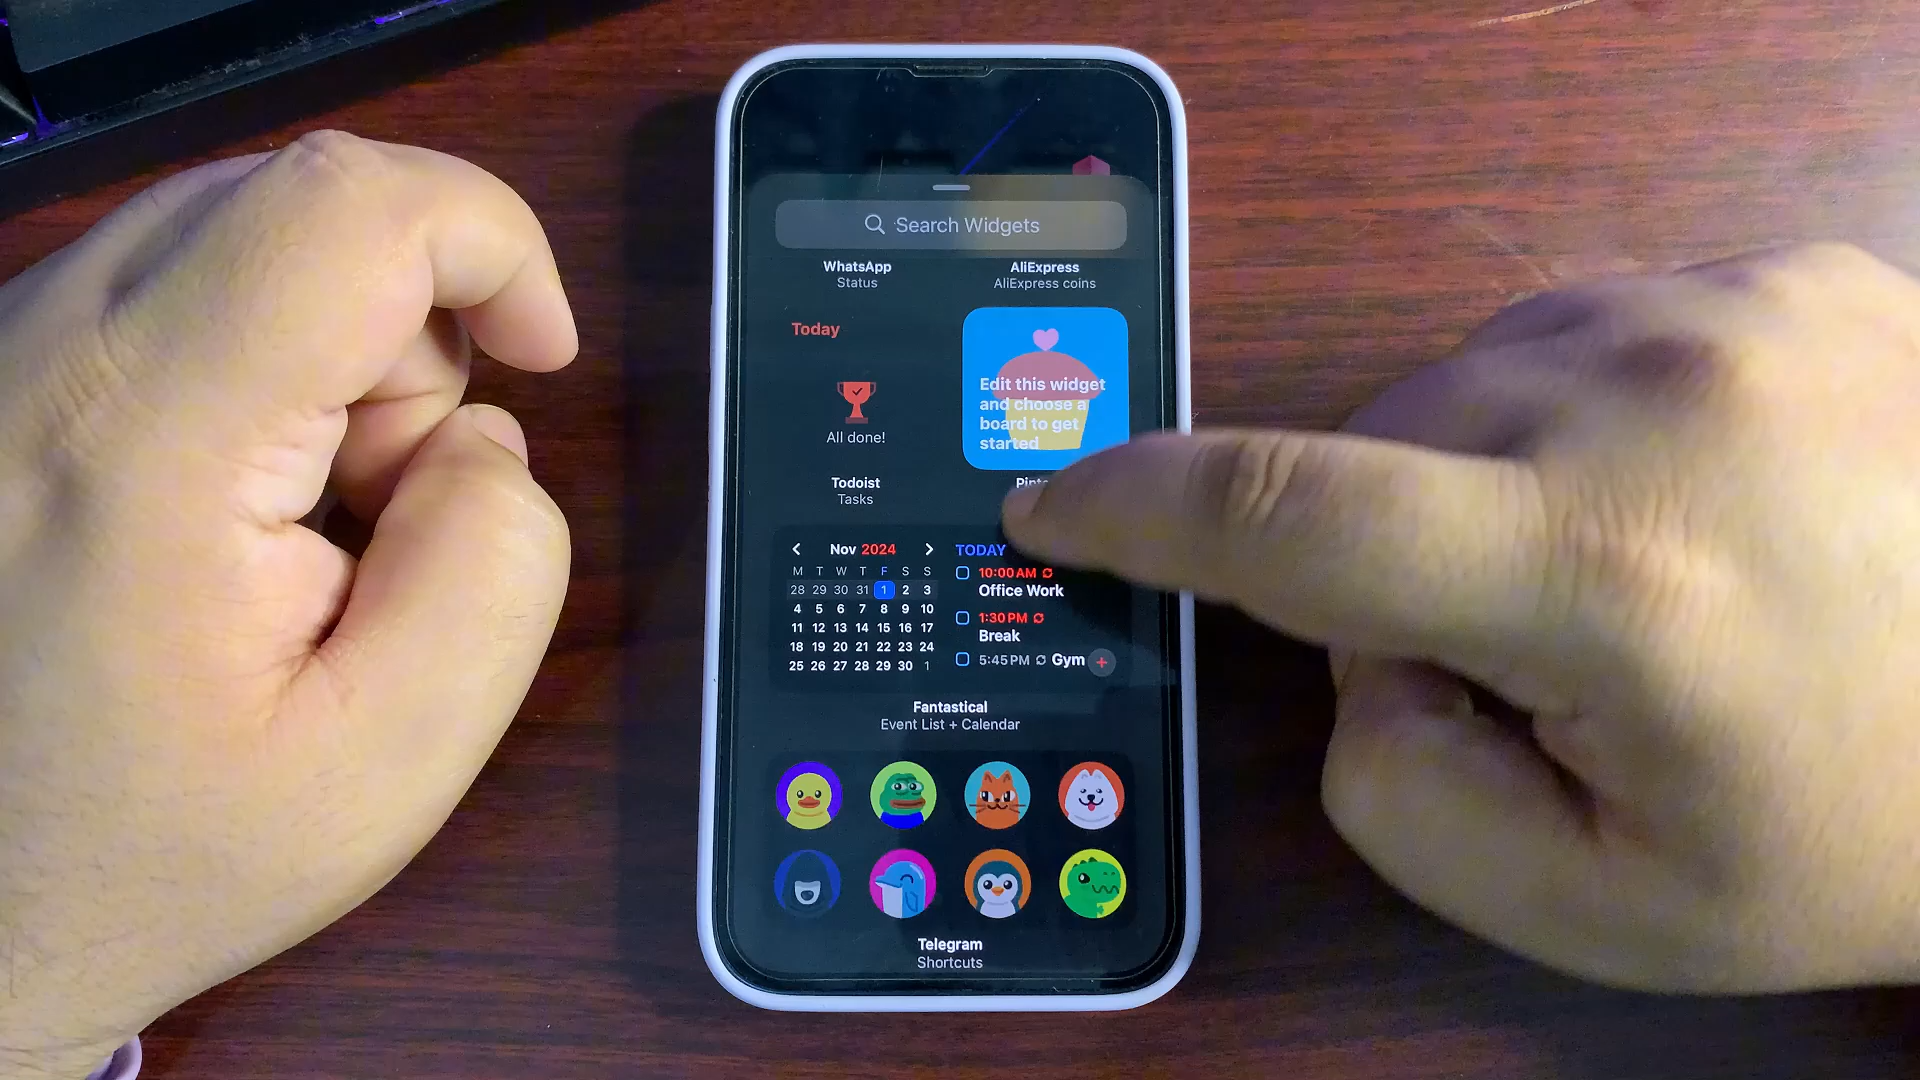 Search Widgets
WhatsApp
Status
AliExpress
AliExpress coins
Today
All done!
Todoist
Tasks
Edit this widget
and choose a
board to get
started
Nov 2024
M T W T F S S
28 29 30 31 1 2 3
4 5 6 7 8 9 10
11 12 13 14 15 16 17
18 19 20 21 22 23 24
25 26 27 28 29 30 1
TODAY
10:00AM
Office Work
1:30PM
Break
5:45PM Gym
Fantastical
Event List + Calendar
Telegram
Shortcuts